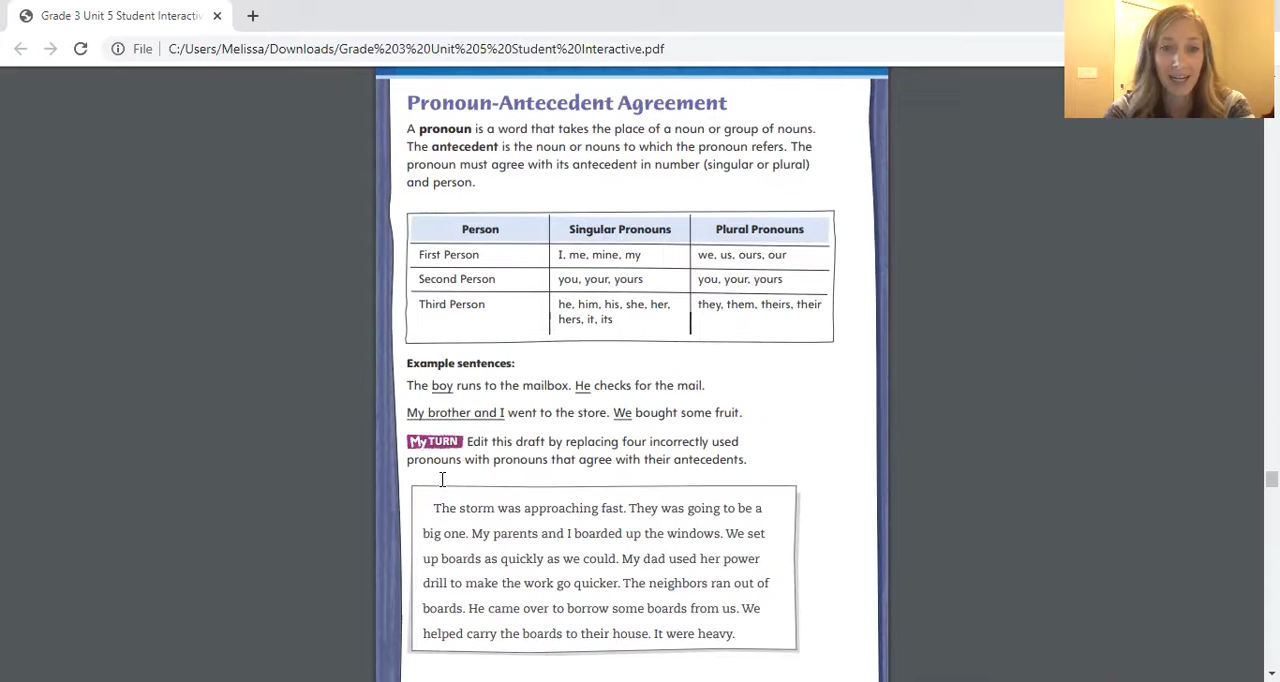 Grade 3 Unit 5 Student Interactiv
File
C:/Users/Melissa/Downloads/Grade%203%20Unit%205%20Student%20Interactive.pdf
Pronoun-Antecedent Agreement
A pronoun is a word that takes the place of a noun or group of nouns.
The antecedent is the noun or nouns to which the pronoun refers. The
pronoun must agree with its antecedent in number (singular or plural)
and person.
Person Singular Pronouns Plural Pronouns
First Person I, me, mine, my we, us, ours, our
Second Person you, your, yours you, your, yours
Third Person he, him, his, she, her, they, them, theirs, their
hers, it, its
Example sentences:
The boy runs to the mailbox. He checks for the mail.
My brother and I went to the store. We bought some fruit.
My TURN Edit this draft by replacing four incorrectly used
pronouns with pronouns that agree with their antecedents.
The storm was approaching fast. They was going to be a
big one. My parents and I boarded up the windows. We set
up boards as quickly as we could. My dad used her power
drill to make the work go quicker. The neighbors ran out of
boards. He came over to borrow some boards from us. We
helped carry the boards to their house. It were heavy.